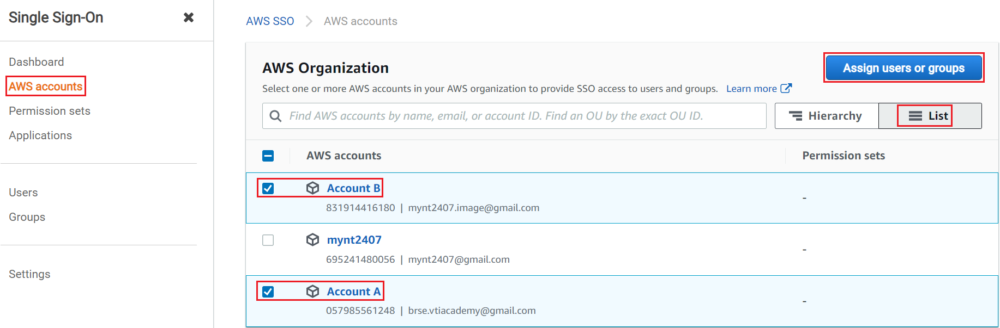 Single Sign-On
Dashboard
AWS accounts
Permission sets
Applications
Users
Groups
Settings
AWS SSO > AWS accounts
AWS Organization
Assign users or groups
Select one or more AWS accounts in your AWS organization to provide SSO access to users and groups. Learn more
Find AWS accounts by name, email, or account ID. Find an OU by the exact OU ID.
Hierarchy
List
AWS accounts
Permission sets
Account B
831914416180 | mynt2407.image@gmail.com
-
mynt2407
695241480056 | mynt2407@gmail.com
-
Account A
057985561248 | brse.vtiacademy@gmail.com
-